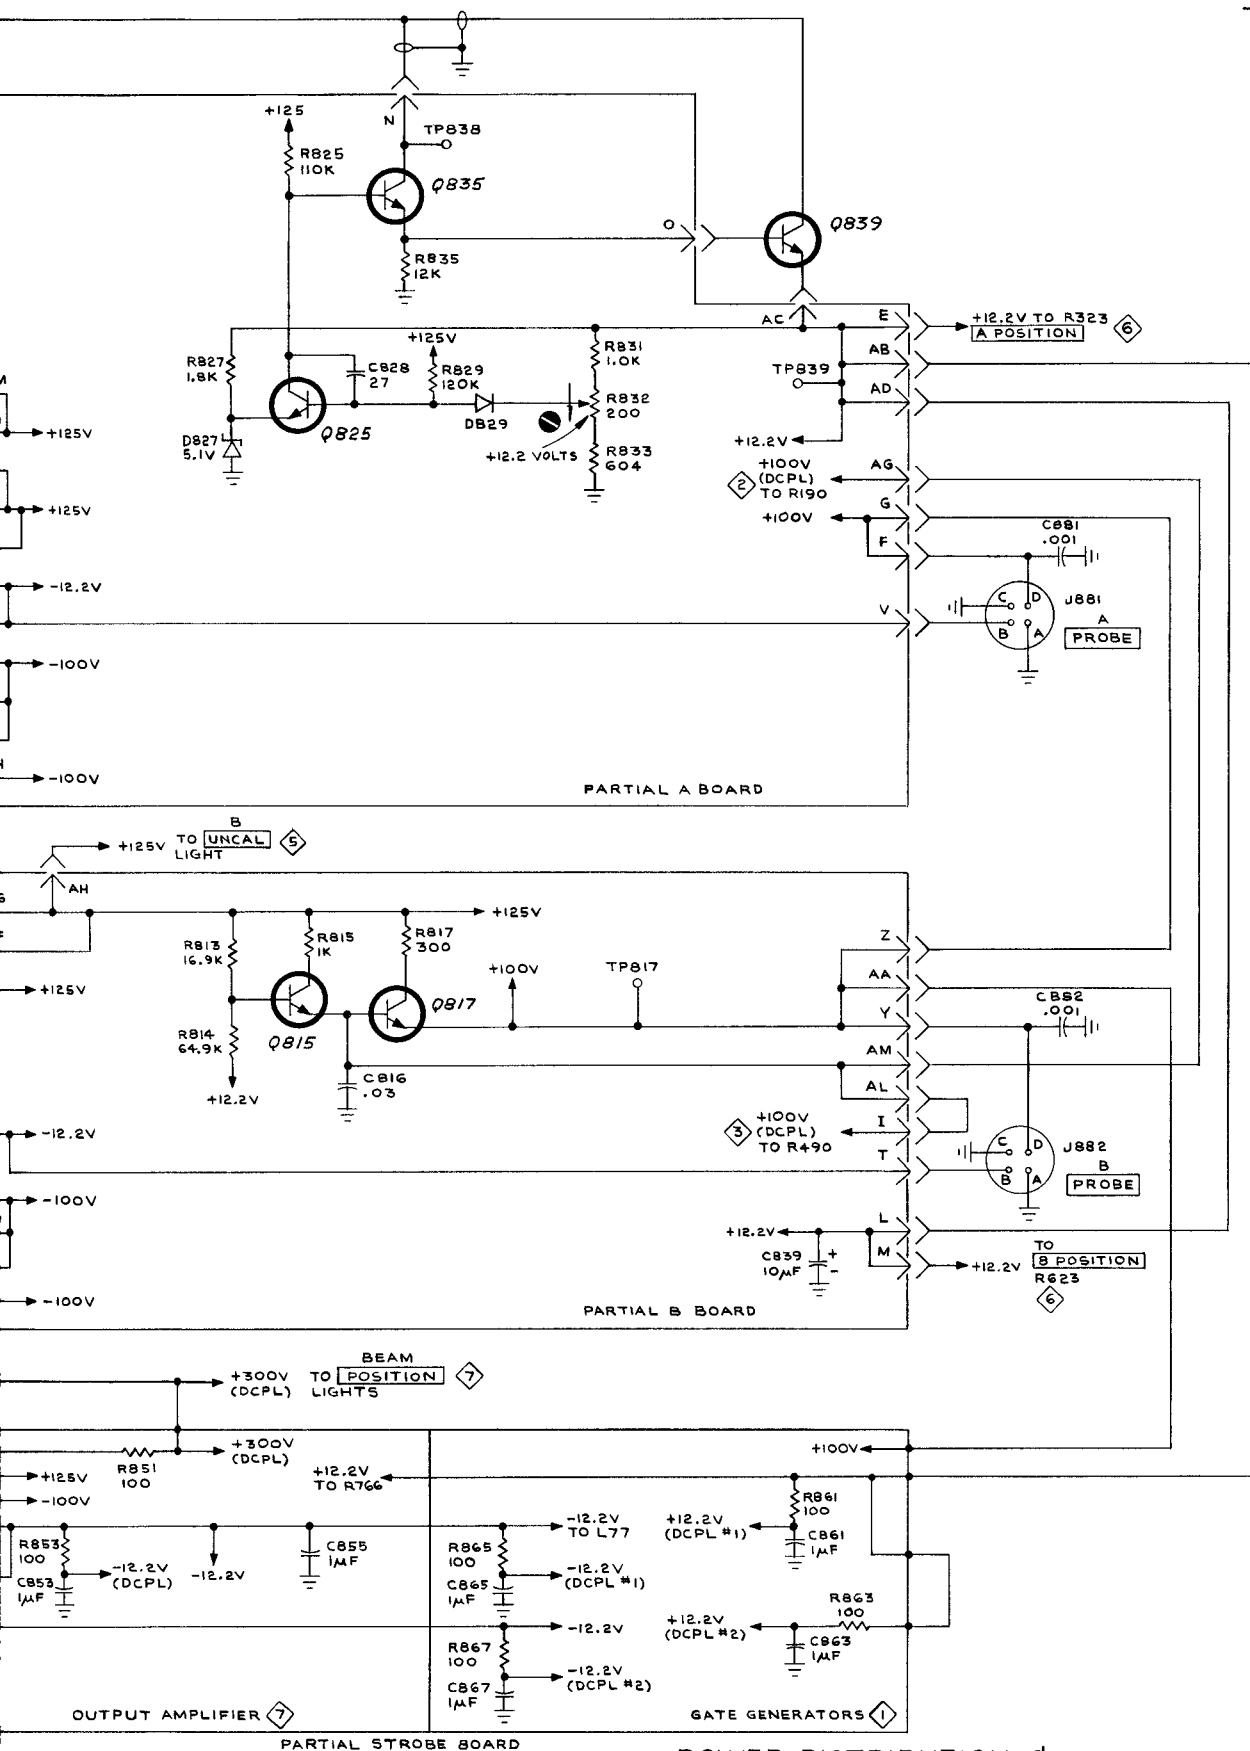 +125
N
TP838
R825
110K
Q835
O
Q839
R835
12K
AC
E
+12.2V TO R323
A POSITION
6
+125V
R831
1.0K
AB
R827
1.8K
C828
27
R829
120K
TP839
M
AD
R832
200
D829
Q825
+125V
D827
5.1V
+12.2 VOLTS
R833
604
+12.2V
+100V
(DCPL)
TO R190
2
AG
+125V
+100V
G
C881
.001
F
-12.2V
C
D
J881
B
A
V
A
PROBE
-100V
-100V
PARTIAL A BOARD
+125V
B
TO UNCAL
LIGHT
5
AH
+125V
R813
16.9K
R815
1K
R817
300
Z
+100V
TP817
AA
+125V
Q817
C882
.001
Y
R814
64.9K
Q815
AM
+12.2V
C816
.03
AL
3
+100V
(DCPL)
TO R490
I
-12.2V
C
D
J882
T
B
A
B
PROBE
-100V
+12.2V
L
C839
10μF
+
-
M
+12.2V
TO
B POSITION
R623
6
-100V
PARTIAL B BOARD
BEAM
+300V
(DCPL)
TO POSITION
LIGHTS
7
+300V
(DCPL)
+100V
R851
100
+125V
+12.2V
TO R766
-100V
R861
100
-12.2V
TO L77
+12.2V
(DCPL #1)
C861
1μF
R853
100
C855
1μF
R865
100
-12.2V
(DCPL)
-12.2V
-12.2V
(DCPL #1)
C853
1μF
C865
1μF
R863
100
-12.2V
+12.2V
(DCPL #2)
R867
100
C863
1μF
-12.2V
(DCPL #2)
C867
1μF
OUTPUT AMPLIFIER 7
GATE GENERATORS 1
PARTIAL STROBE BOARD
POWER DISTRIBUTION